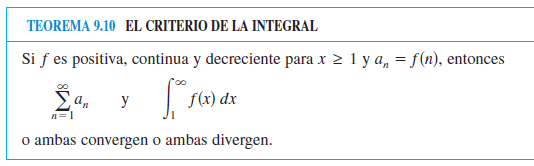 TEOREMA 9.10 EL CRITERIO DE LA INTEGRAL
Si f es positiva, continua y decreciente para x ≥ 1 y aₙ = f(n), entonces
∑_{n=1}^{∞} aₙ y ∫_{1}^{∞} f(x) dx
o ambas convergen o ambas divergen.